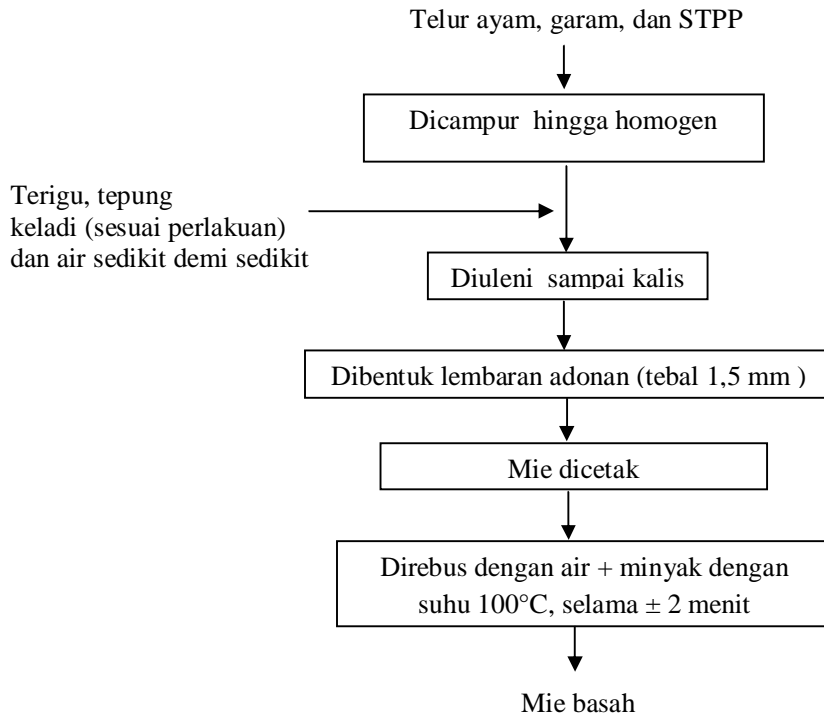 Telur ayam, garam, dan STPP
Dicampur hingga homogen
Terigu, tepung
keladi (sesuai perlakuan)
dan air sedikit demi sedikit
Diuleni sampai kalis
Dibentuk lembaran adonan (tebal 1,5 mm )
Mie dicetak
Direbus dengan air + minyak dengan
suhu 100°C, selama ± 2 menit
Mie basah